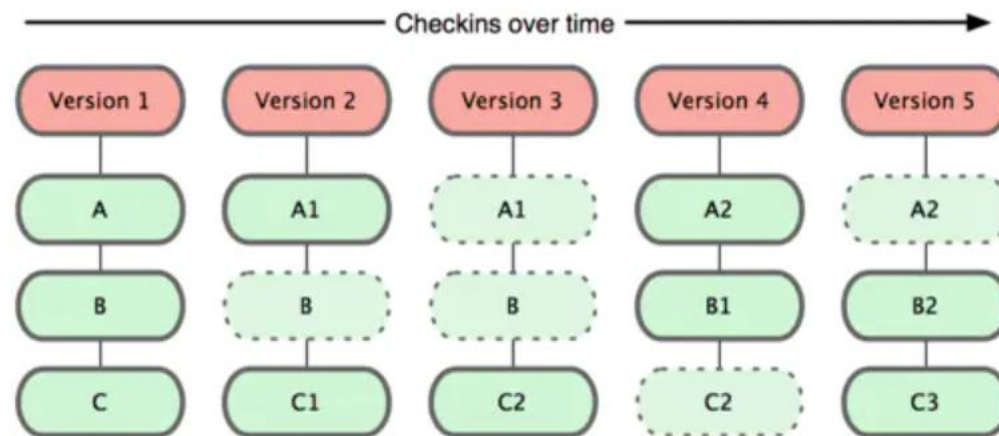 Checkins over time
Version 1 Version 2 Version 3 Version 4 Version 5
A A1 A1 A2 A2
B B B B1 B2
C C1 C2 C2 C3